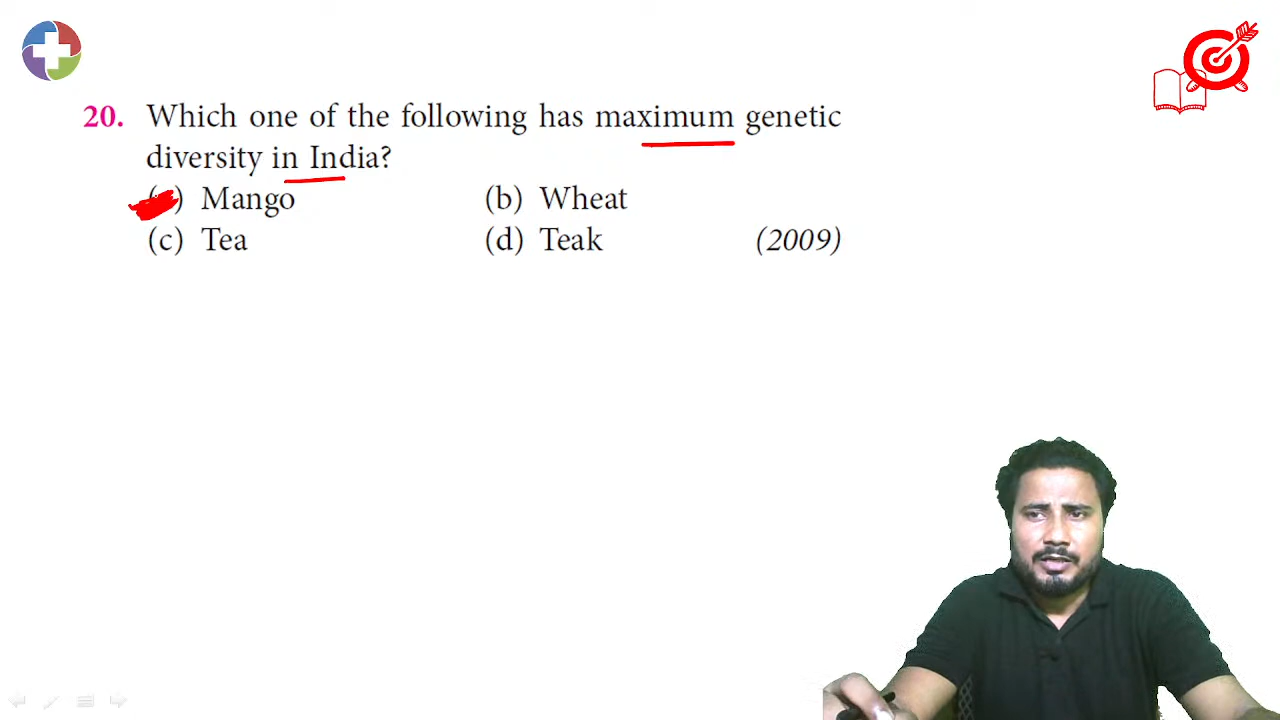 20. Which one of the following has maximum genetic
diversity in India?
Mango (b) Wheat
(c) Tea (d) Teak (2009)